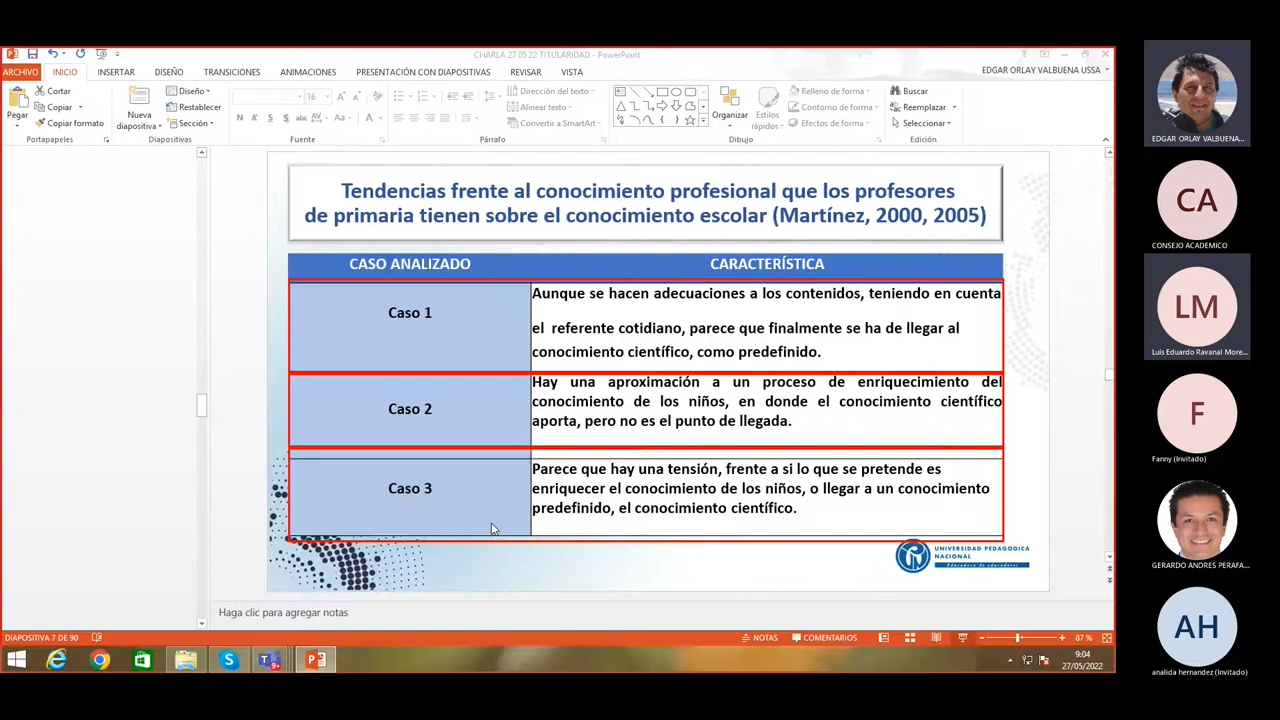 CHARLA 27 05 22 TITULARIDAD - PowerPoint
ARCHIVO INICIO INSERTAR DISEÑO TRANSICIONES ANIMACIONES PRESENTACIÓN CON DIAPOSITIVAS REVISAR VISTA
EDGAR ORLAY VALBUENA USSA
Pegar
Cortar
Copiar
Copiar formato
Portapapeles
Nueva
diapositiva
Diseño
Restablecer
Sección
Diapositivas
16
N K S S abc AV Aa A
Fuente
Dirección del texto
Alinear texto
Convertir a SmartArt
Párrafo
Organizar
Estilos
rápidos
Relleno de forma
Contorno de forma
Efectos de forma
Dibujo
Buscar
Reemplazar
Seleccionar
Edición
Tendencias frente al conocimiento profesional que los profesores
de primaria tienen sobre el conocimiento escolar (Martínez, 2000, 2005)
CASO ANALIZADO CARACTERÍSTICA
Caso 1
Aunque se hacen adecuaciones a los contenidos, teniendo en cuenta
el referente cotidiano, parece que finalmente se ha de llegar al
conocimiento científico, como predefinido.
Caso 2
Hay una aproximación a un proceso de enriquecimiento del
conocimiento de los niños, en donde el conocimiento científico
aporta, pero no es el punto de llegada.
Caso 3
Parece que hay una tensión, frente a si lo que se pretende es
enriquecer el conocimiento de los niños, o llegar a un conocimiento
predefinido, el conocimiento científico.
UNIVERSIDAD PEDAGOGICA
NACIONAL
Educadora de educadores
Haga clic para agregar notas
DIAPOSITIVA 7 DE 90
NOTAS COMENTARIOS 87 %
9+
9:04
27/05/2022
EDGAR ORLAY VALBUENA...
CA
CONSEJO ACADEMICO
LM
Luis Eduardo Ravanal More...
F
Fanny (Invitado)
GERARDO ANDRES PERAFA...
AH
analida hernandez (Invitado)